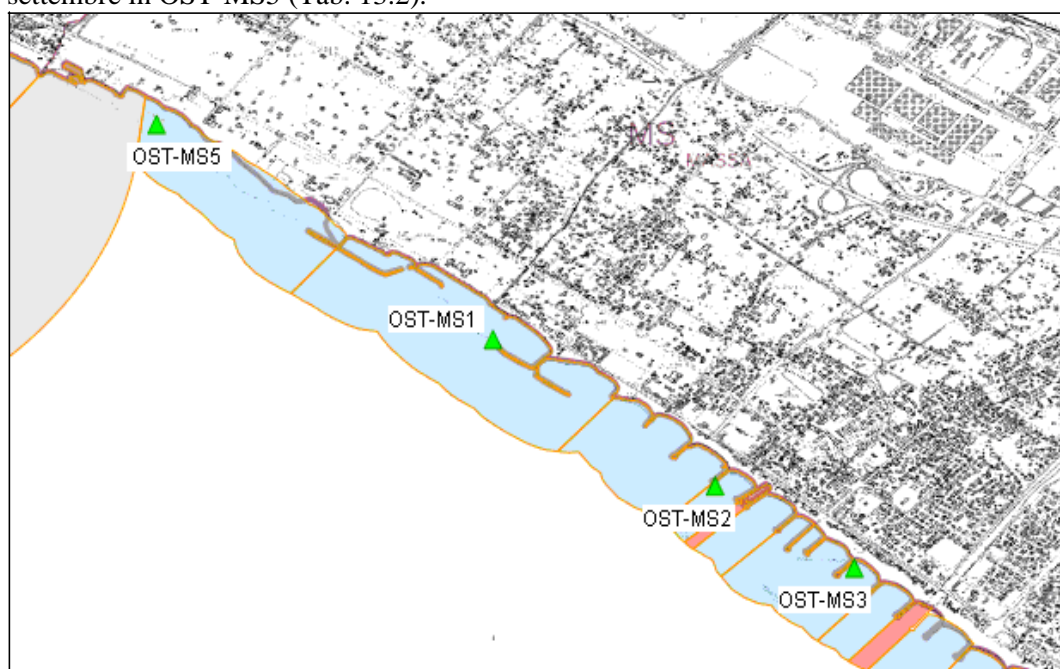 settembre in OST-MS3 (Tab. 13.2).
MS
MASSA
OST-MS5
OST-MS1
OST-MS2
OST-MS3